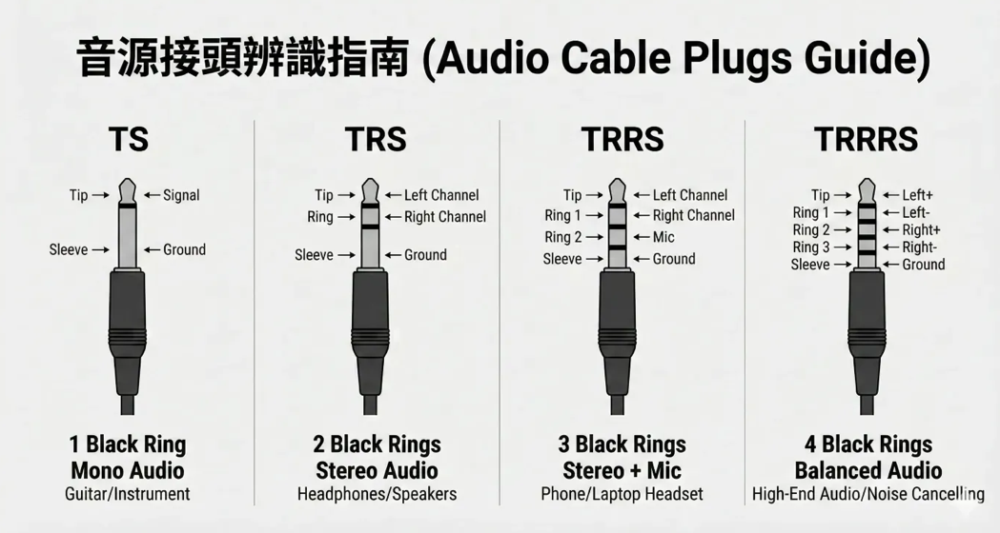 音源接頭辨識指南 (Audio Cable Plugs Guide)
TS
Tip
Signal
Sleeve
Ground
1 Black Ring
Mono Audio
Guitar/Instrument
TRS
Tip
Left Channel
Ring
Right Channel
Sleeve
Ground
2 Black Rings
Stereo Audio
Headphones/Speakers
TRRS
Tip
Left Channel
Ring 1
Right Channel
Ring 2
Mic
Sleeve
Ground
3 Black Rings
Stereo + Mic
Phone/Laptop Headset
TRRRS
Tip
Left+
Ring 1
Left-
Ring 2
Right+
Ring 3
Right-
Sleeve
Ground
4 Black Rings
Balanced Audio
High-End Audio/Noise Cancelling